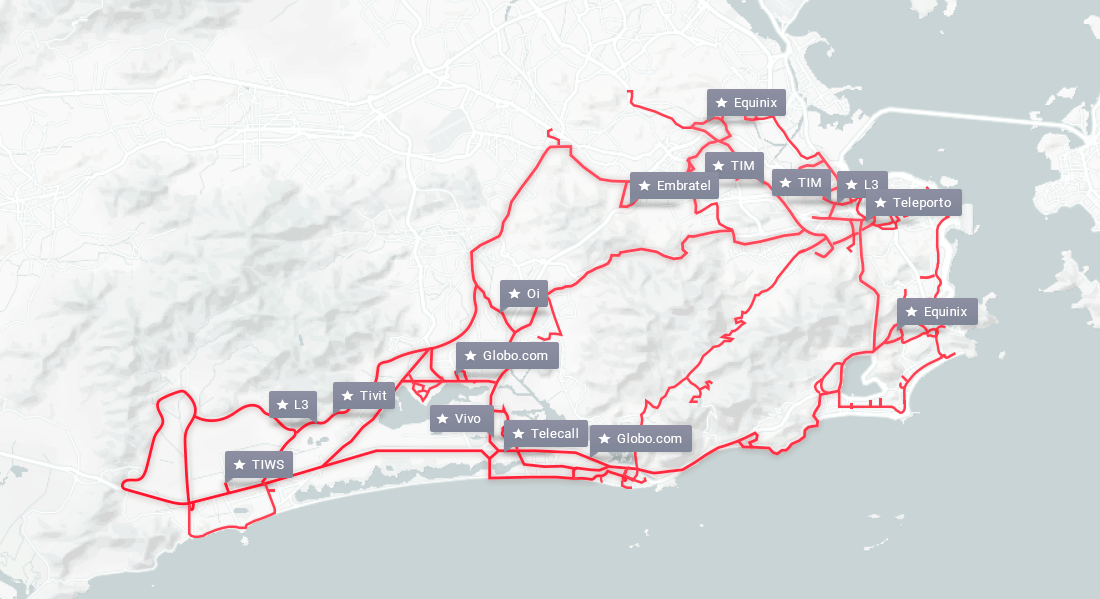 Equinix
TIM
Embratel
TIM
L3
Teleporto
Oi
Equinix
Globo.com
Tivit
L3
Vivo
Telecall
Globo.com
TIWS